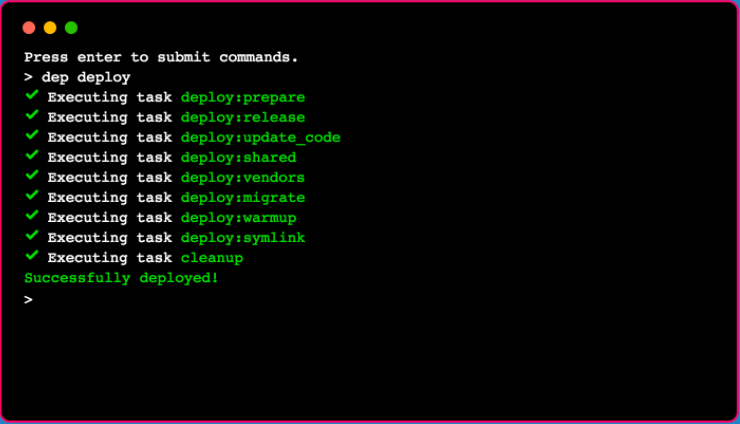 Press enter to submit commands.
> dep deploy
✔ Executing task deploy:prepare
✔ Executing task deploy:release
✔ Executing task deploy:update_code
✔ Executing task deploy:shared
✔ Executing task deploy:vendors
✔ Executing task deploy:migrate
✔ Executing task deploy:warmup
✔ Executing task deploy:symlink
✔ Executing task cleanup
Successfully deployed!
>